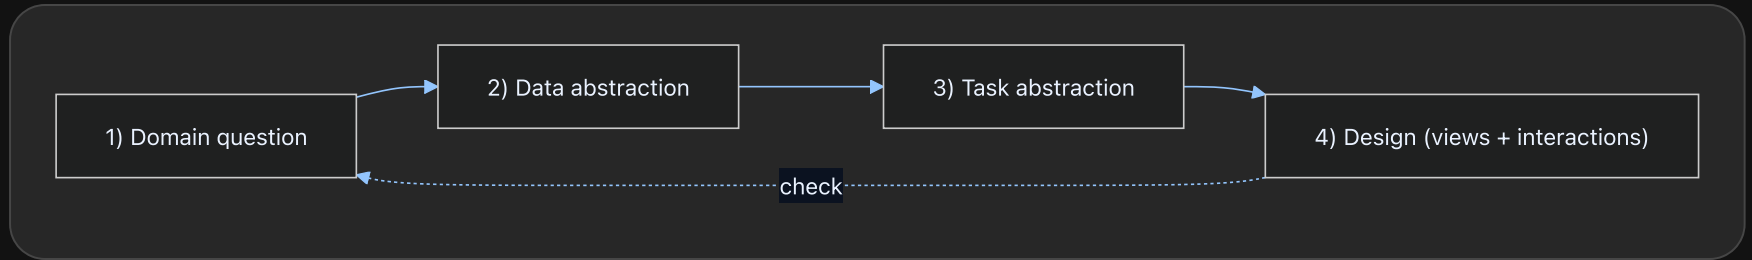 1) Domain question
2) Data abstraction
3) Task abstraction
4) Design (views + interactions)
check